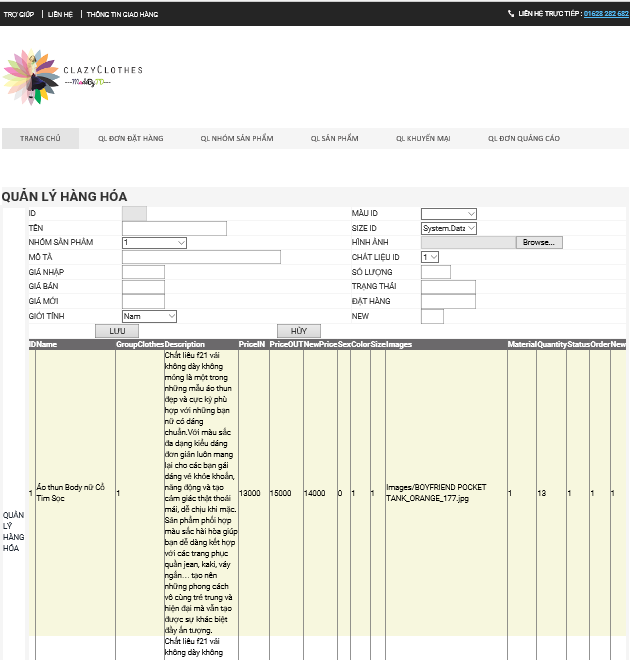 TRỢ GIÚP | LIÊN HỆ | THÔNG TIN GIAO HÀNG
LIÊN HỆ TRỰC TIẾP : 01628 282 682
CLAZYCLOTHES
TRANG CHỦ QL ĐƠN ĐẶT HÀNG QL NHÓM SẢN PHẨM QL SẢN PHẨM QL KHUYẾN MẠI QL ĐƠN QUẢNG CÁO
QUẢN LÝ HÀNG HÓA
ID MÀU ID
TÊN SIZE ID System.Data
NHÓM SẢN PHẨM 1 HÌNH ẢNH Browse...
MÔ TẢ CHẤT LIỆU ID 1
GIÁ NHẬP SỐ LƯỢNG
GIÁ BÁN TRẠNG THÁI
GIÁ MỚI ĐẶT HÀNG
GIỚI TÍNH Nam NEW
LƯU HỦY
ID Name GroupClothes Description PriceIN PriceOUT NewPrice Sex Color Size Images Material Quantity Status Order New
QUẢN
LÝ
HÀNG
HÓA
1
Áo thun Body nữ Cổ
Tim Sọc
1
Chất liệu f21 vải
không dày không
mỏng là một trong
những mẫu áo thun
đẹp và cực kỳ phù
hợp với những bạn
nữ có dáng
chuẩn.Với màu sắc
đa dạng kiểu dáng
đơn giản luôn mang
lại cho các bạn gái
dáng vẻ khỏe khoắn,
năng động và tạo
cảm giác thật thoải
mái, dễ chịu khi mặc.
Sản phẩm phối hợp
màu sắc hài hòa giúp
bạn dễ dàng kết hợp
với các trang phục
quần jean, kaki, váy
ngắn... tạo nên
những phong cách
vô cùng trẻ trung và
hiện đại mà vẫn tạo
được sự khác biệt
đầy ấn tượng.
13000 15000 14000 0 1 1
Images/BOYFRIEND POCKET
TANK_ORANGE_177.jpg
1 13 1 1 1
Chất liệu f21 vải
không dày không